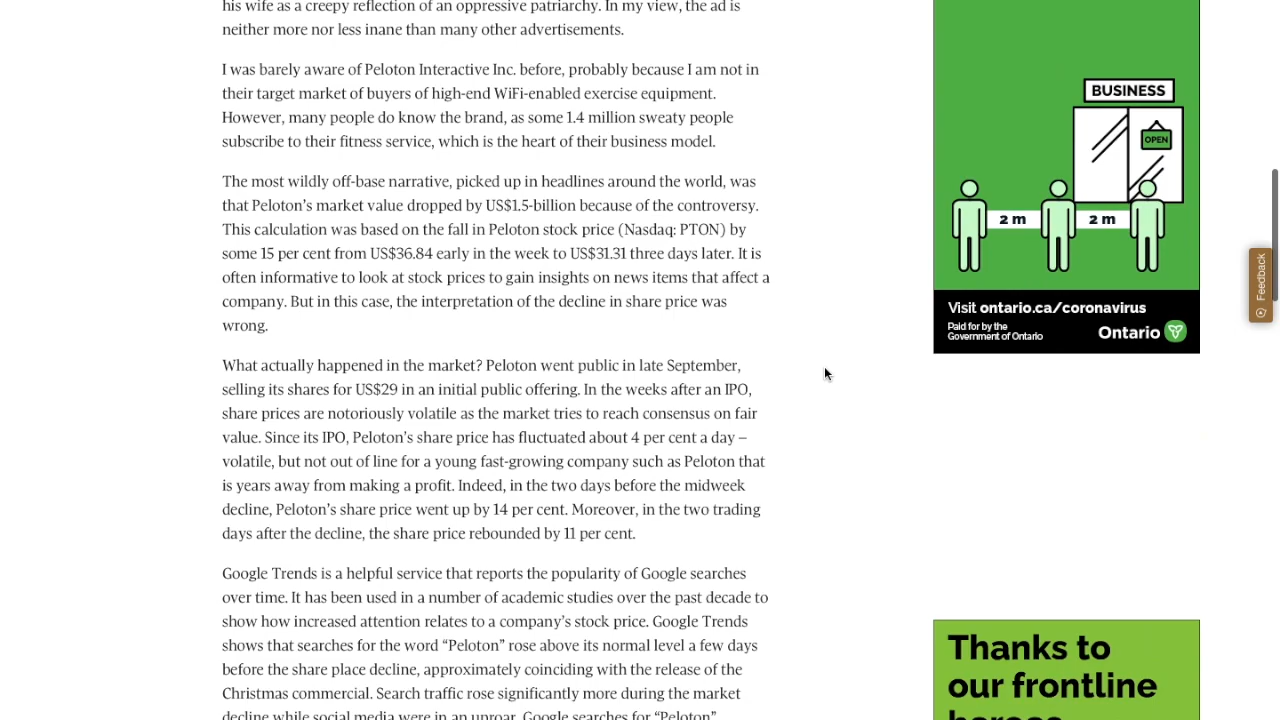 his wife as a creepy reflection of an oppressive patriarchy. In my view, the ad is
neither more nor less inane than many other advertisements.
I was barely aware of Peloton Interactive Inc. before, probably because I am not in
their target market of buyers of high-end WiFi-enabled exercise equipment.
However, many people do know the brand, as some 1.4 million sweaty people
subscribe to their fitness service, which is the heart of their business model.
The most wildly off-base narrative, picked up in headlines around the world, was
that Peloton’s market value dropped by US$1.5-billion because of the controversy.
This calculation was based on the fall in Peloton stock price (Nasdaq: PTON) by
some 15 per cent from US$36.84 early in the week to US$31.31 three days later. It is
often informative to look at stock prices to gain insights on news items that affect a
company. But in this case, the interpretation of the decline in share price was
wrong.
What actually happened in the market? Peloton went public in late September,
selling its shares for US$29 in an initial public offering. In the weeks after an IPO,
share prices are notoriously volatile as the market tries to reach consensus on fair
value. Since its IPO, Peloton’s share price has fluctuated about 4 per cent a day –
volatile, but not out of line for a young fast-growing company such as Peloton that
is years away from making a profit. Indeed, in the two days before the midweek
decline, Peloton’s share price went up by 14 per cent. Moreover, in the two trading
days after the decline, the share price rebounded by 11 per cent.
Google Trends is a helpful service that reports the popularity of Google searches
over time. It has been used in a number of academic studies over the past decade to
show how increased attention relates to a company’s stock price. Google Trends
shows that searches for the word “Peloton” rose above its normal level a few days
before the share place decline, approximately coinciding with the release of the
Christmas commercial. Search traffic rose significantly more during the market
decline while social media were in an uproar. Google searches for “Peloton”
BUSINESS
OPEN
2 m
2 m
Visit ontario.ca/coronavirus
Paid for by the
Government of Ontario
Ontario
Feedback
Thanks to
our frontline
heroes